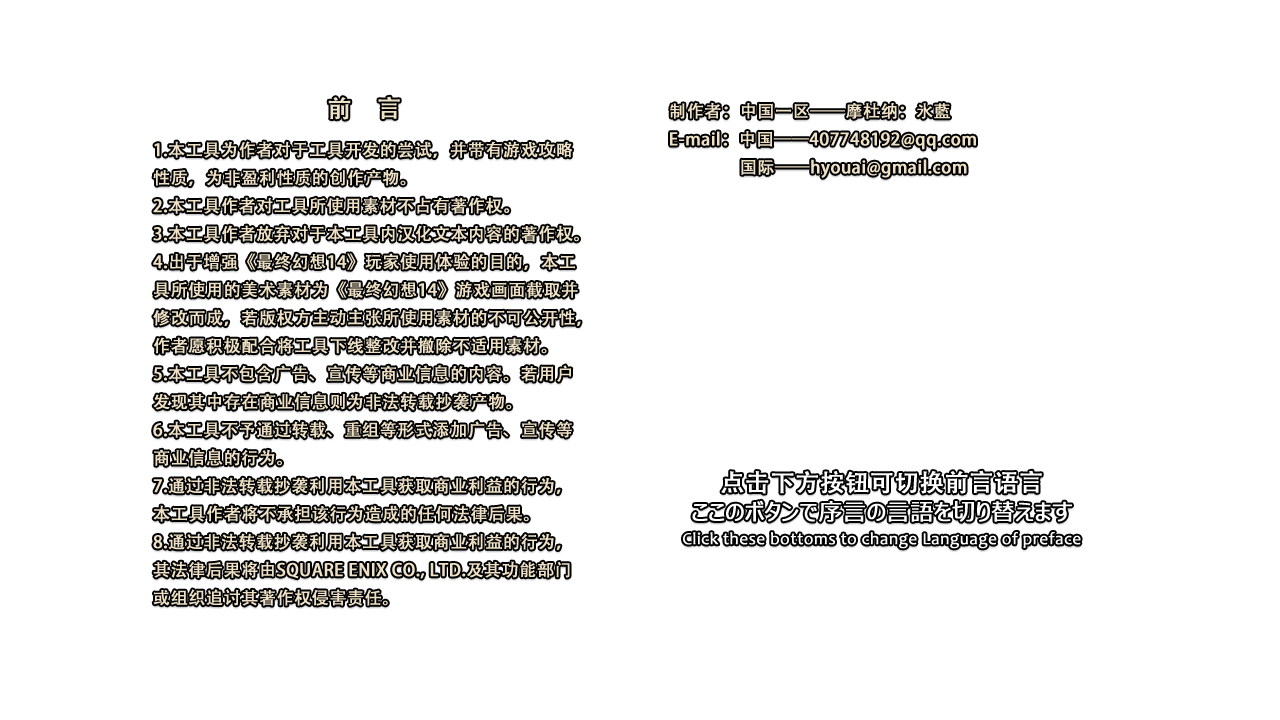 前　言
1.本工具为作者对于工具开发的尝试，并带有游戏攻略
性质，为非盈利性质的创作产物。
2.本工具作者对工具所使用素材不占有著作权。
3.本工具作者放弃对于本工具内汉化文本内容的著作权。
4.出于增强《最终幻想14》玩家使用体验的目的，本工
具所使用的美术素材为《最终幻想14》游戏画面截取并
修改而成，若版权方主动主张所使用素材的不可公开性，
作者愿积极配合将工具下线整改并撤除不适用素材。
5.本工具不包含广告、宣传等商业信息的内容。若用户
发现其中存在商业信息则为非法转载抄袭产物。
6.本工具不予通过转载、重组等形式添加广告、宣传等
商业信息的行为。
7.通过非法转载抄袭利用本工具获取商业利益的行为，
本工具作者将不承担该行为造成的任何法律后果。
8.通过非法转载抄袭利用本工具获取商业利益的行为，
其法律后果将由SQUARE ENIX CO., LTD.及其功能部门
或组织追讨其著作权侵害责任。
制作者：中国一区——摩杜纳：氷藍
E-mail：中国——407748192@qq.com
国际——hyouai@gmail.com
点击下方按钮可切换前言语言
ここのボタンで序言の言語を切り替えます
Click these bottoms to change Language of preface